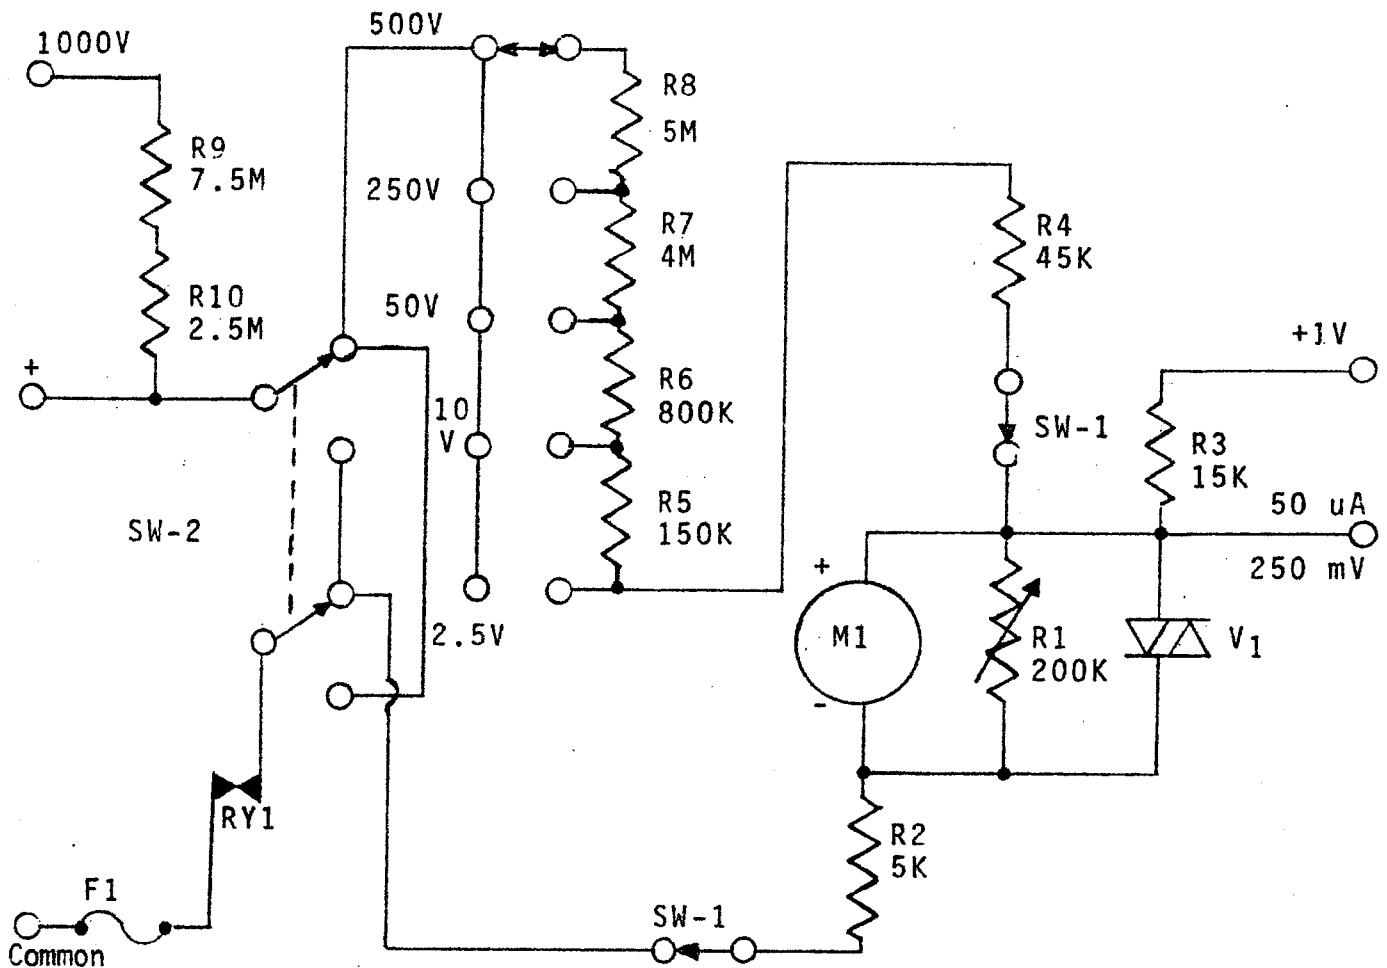 500V
1000V
R8
5M
R9
7.5M
250V
R7
4M
R4
45K
R10
2.5M
50V
+1V
+
R6
800K
10
V
SW-1
R3
15K
R5
150K
50 uA
SW-2
250 mV
+
2.5V
M1
R1
200K
V1
-
RY1
R2
5K
F1
SW-1
Common